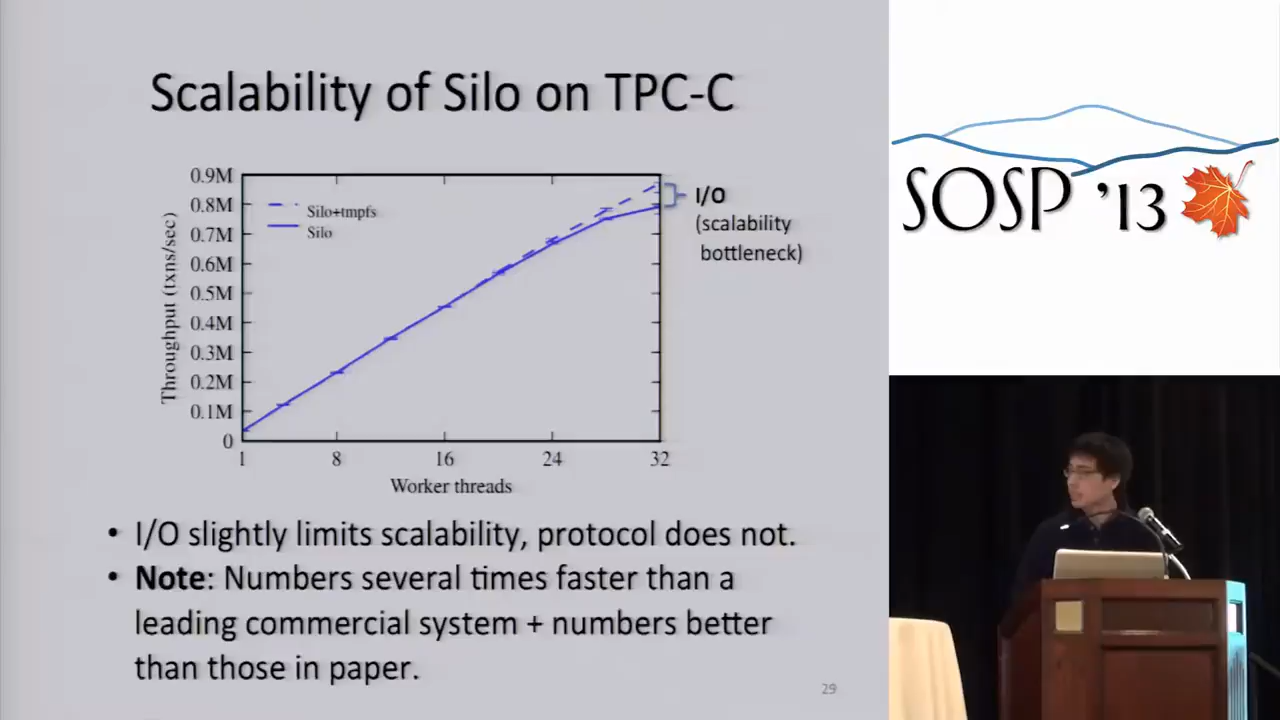 Scalability of Silo on TPC-C
0.9M
0.8M
0.7M
0.6M
0.5M
0.4M
0.3M
0.2M
0.1M
0
Throughput (txns/sec)
Silo+tmpfs
Silo
I/O
(scalability
bottleneck)
1 8 16 24 32
Worker threads
• I/O slightly limits scalability, protocol does not.
• Note: Numbers several times faster than a
leading commercial system + numbers better
than those in paper.
29
SOSP '13